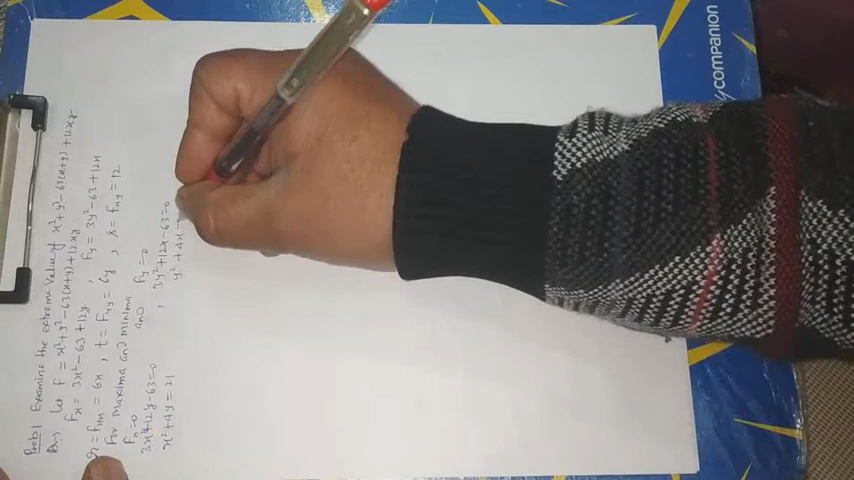 Prob1 Examine the extreme value of x³+y³-63(x+y)+12xy.
let F = x³+y³-63(x+y)+12xy
Fx = 3x²-63+12y , Fy = 3y²-63+12x
r = Fxx = 6x , t = Fyy = 6y , s = Fxy = 12
For maxima and minima
Fx=0 and Fy=0
3x²+12y-63=0 , 3y²+12x-63=0
x²+4y=21 y²+4x
companion